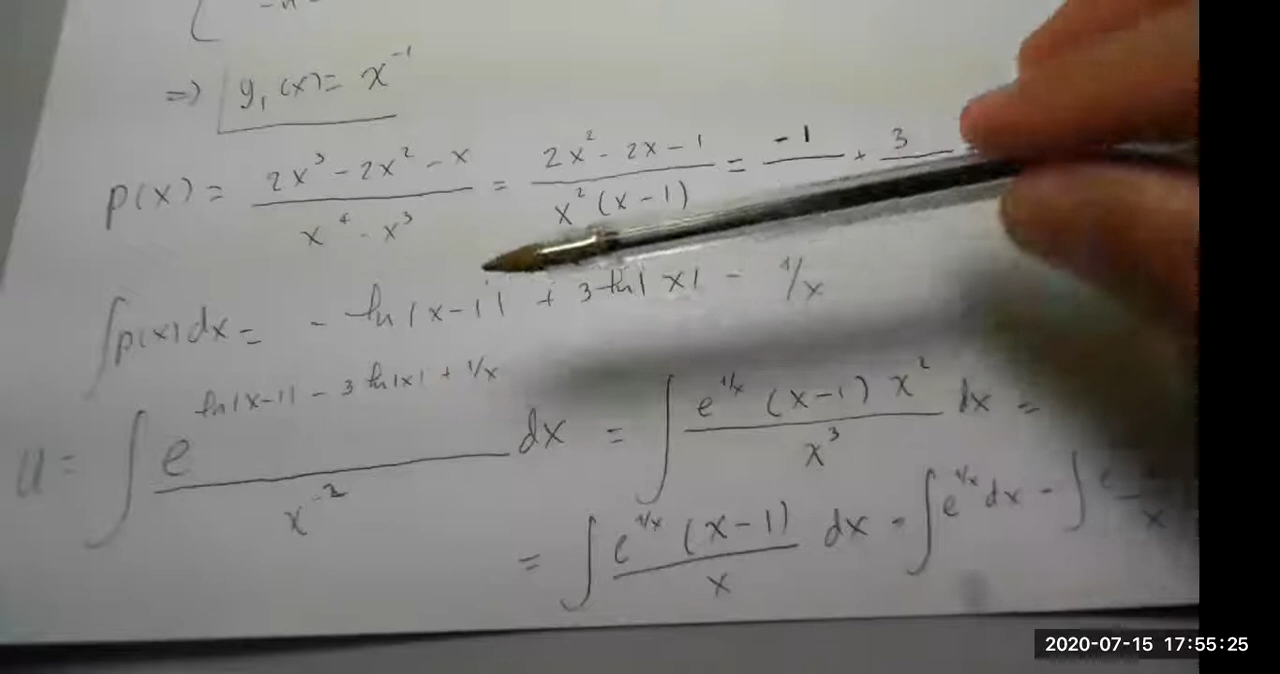 => y₁(x) = x⁻¹
p(x) = (2x³ - 2x² - x)/(x⁴ - x³) = (2x² - 2x - 1)/(x²(x-1)) = -1/ + 3/
∫p(x)dx = - ln|x-1| + 3 ln|x| - 1/x
u = ∫ e^(ln|x-1| - 3 ln|x| + 1/x)/x⁻² dx = ∫ (e^(1/x) (x-1) x²)/x³ dx =
= ∫ (e^(1/x) (x-1))/x dx = ∫ e^(1/x) dx - ∫
2020-07-15 17:55:25